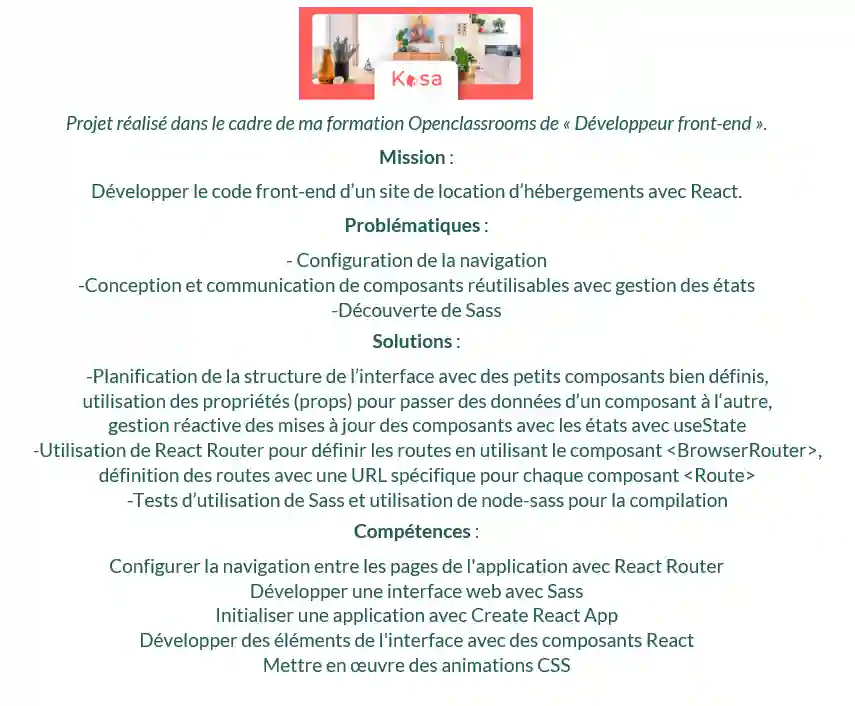 Kasa
Projet réalisé dans le cadre de ma formation Openclassrooms de « Développeur front-end ».
Mission :
Développer le code front-end d’un site de location d’hébergements avec React.
Problématiques :
- Configuration de la navigation
-Conception et communication de composants réutilisables avec gestion des états
-Découverte de Sass
Solutions :
-Planification de la structure de l’interface avec des petits composants bien définis,
utilisation des propriétés (props) pour passer des données d’un composant à l‘autre,
gestion réactive des mises à jour des composants avec les états avec useState
-Utilisation de React Router pour définir les routes en utilisant le composant <BrowserRouter>,
définition des routes avec une URL spécifique pour chaque composant <Route>
-Tests d’utilisation de Sass et utilisation de node-sass pour la compilation
Compétences :
Configurer la navigation entre les pages de l'application avec React Router
Développer une interface web avec Sass
Initialiser une application avec Create React App
Développer des éléments de l'interface avec des composants React
Mettre en œuvre des animations CSS